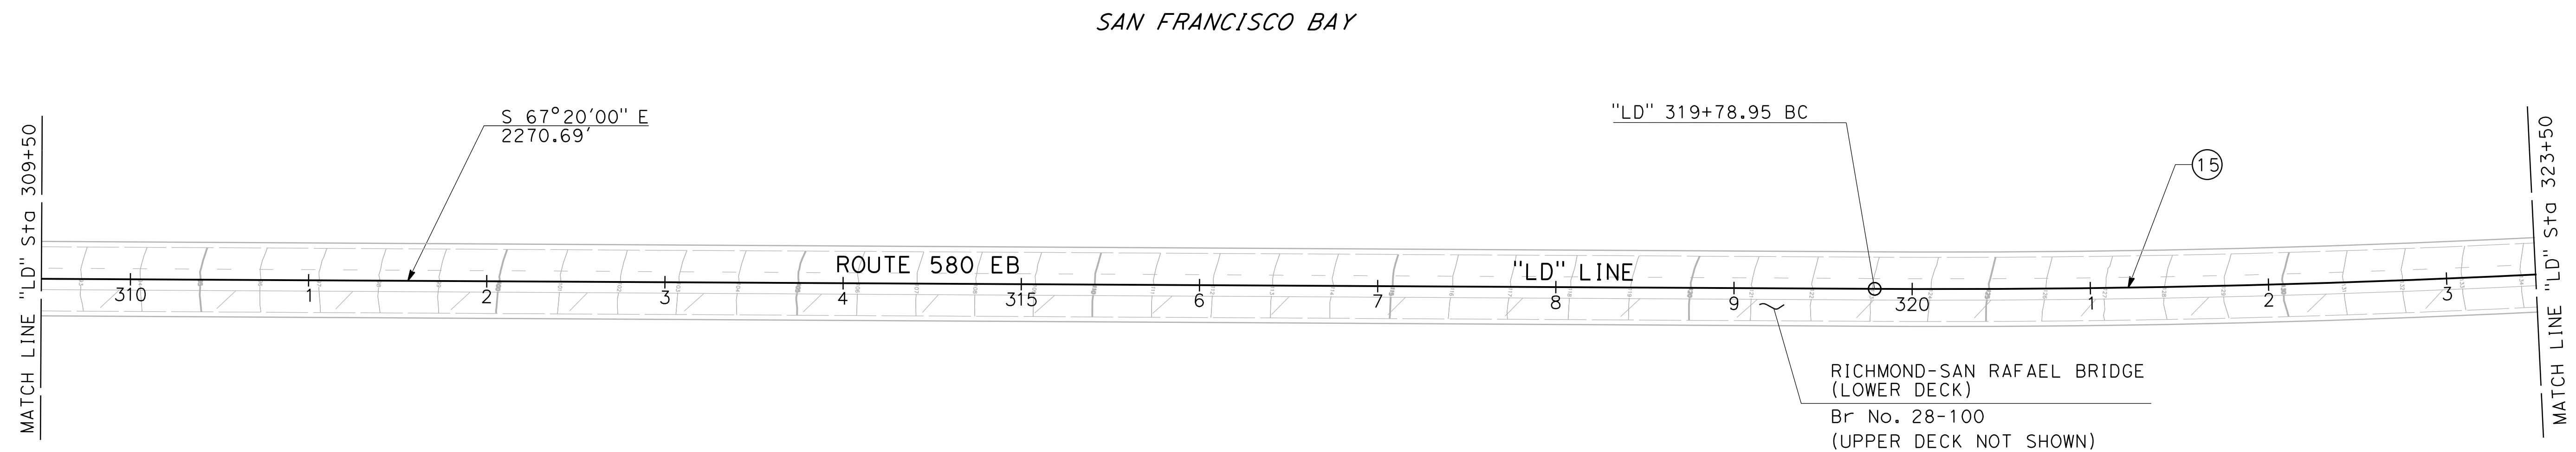 SAN FRANCISCO BAY
MATCH LINE "LD" Sta 309+50
S 67°20'00" E
2270.69'
"LD" 319+78.95 BC
15
MATCH LINE "LD" Sta 323+50
ROUTE 580 EB
"LD" LINE
310 1 2 3 4 315 6 7 8 9 320 1 2 3
RICHMOND-SAN RAFAEL BRIDGE
(LOWER DECK)
Br No. 28-100
(UPPER DECK NOT SHOWN)